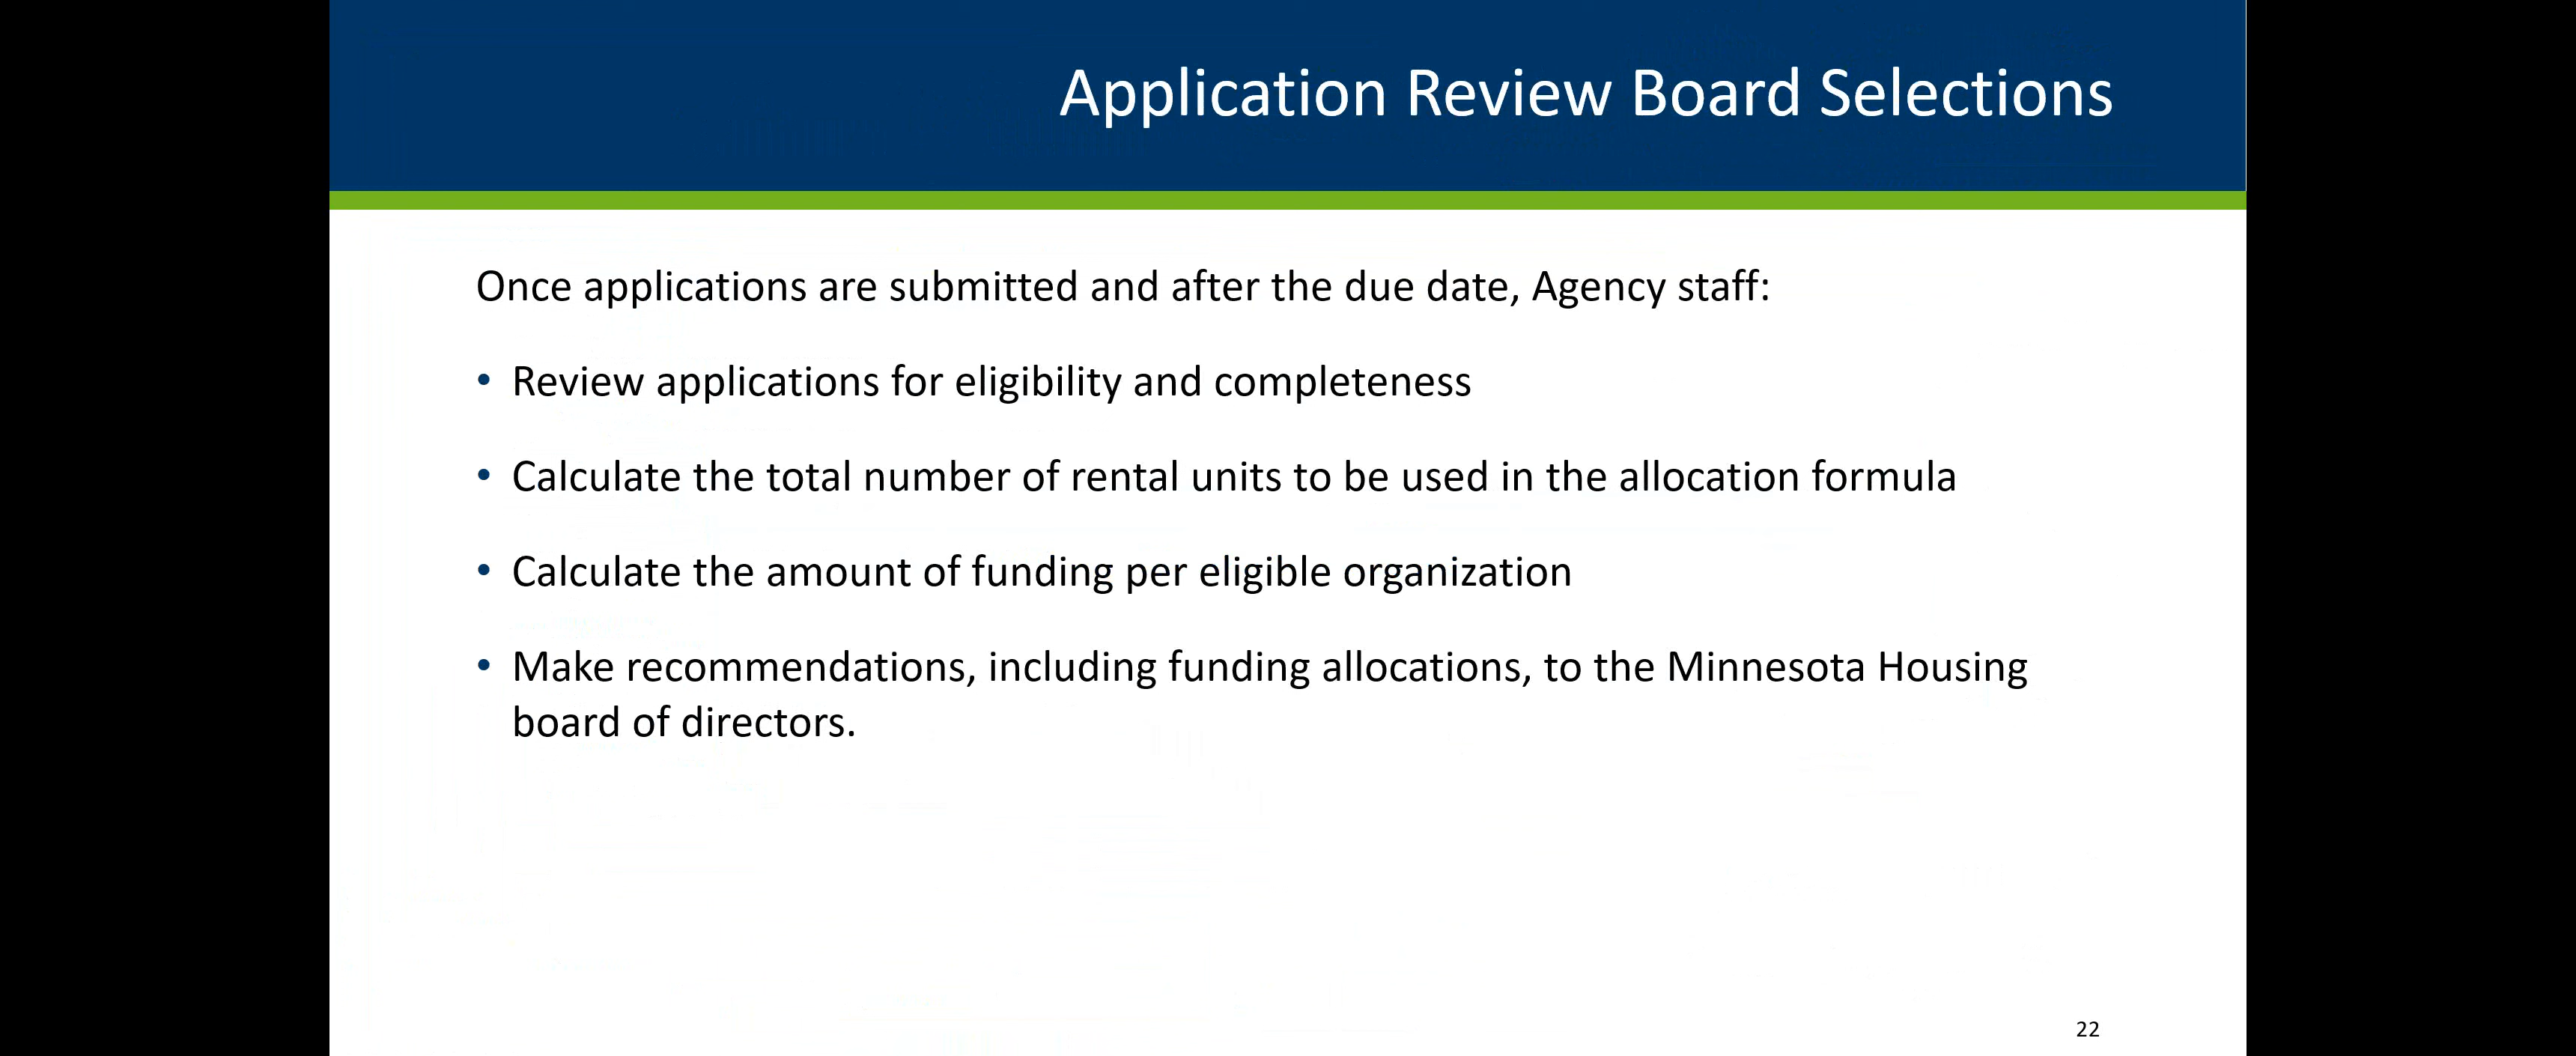 Application Review Board Selections
Once applications are submitted and after the due date, Agency staff:
• Review applications for eligibility and completeness
• Calculate the total number of rental units to be used in the allocation formula
• Calculate the amount of funding per eligible organization
• Make recommendations, including funding allocations, to the Minnesota Housing
board of directors.
22